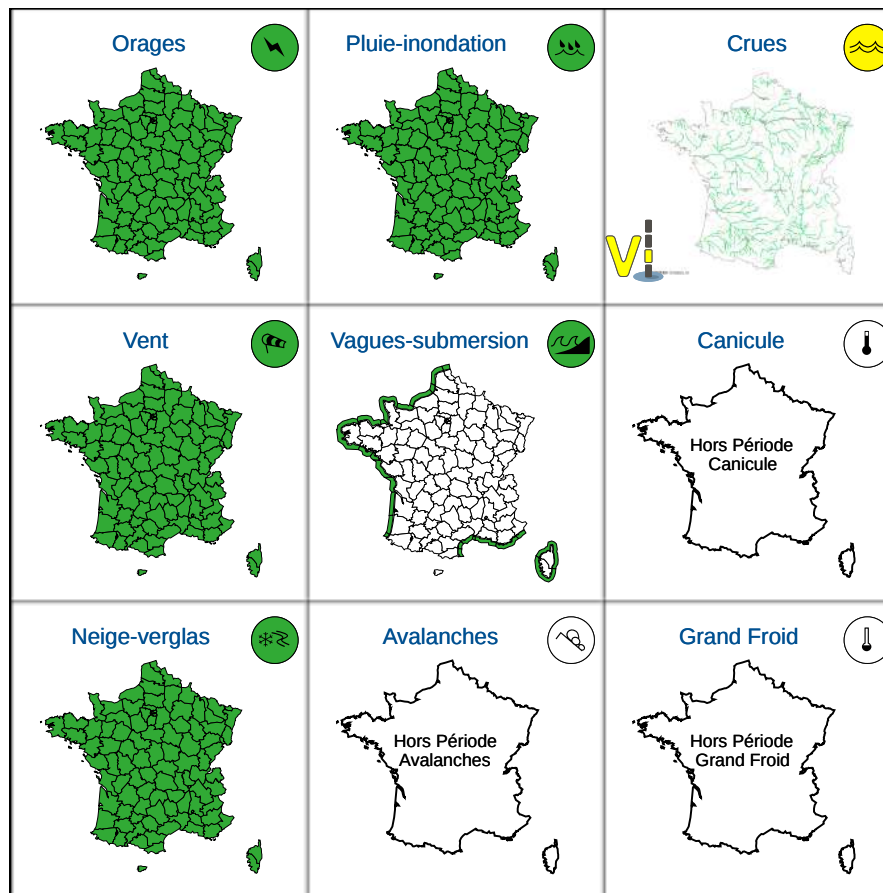 Orages
Pluie-inondation
Crues
Vent
Vagues-submersion
Canicule
Hors Période
Canicule
Neige-verglas
Avalanches
Grand Froid
Hors Période
Avalanches
Hors Période
Grand Froid